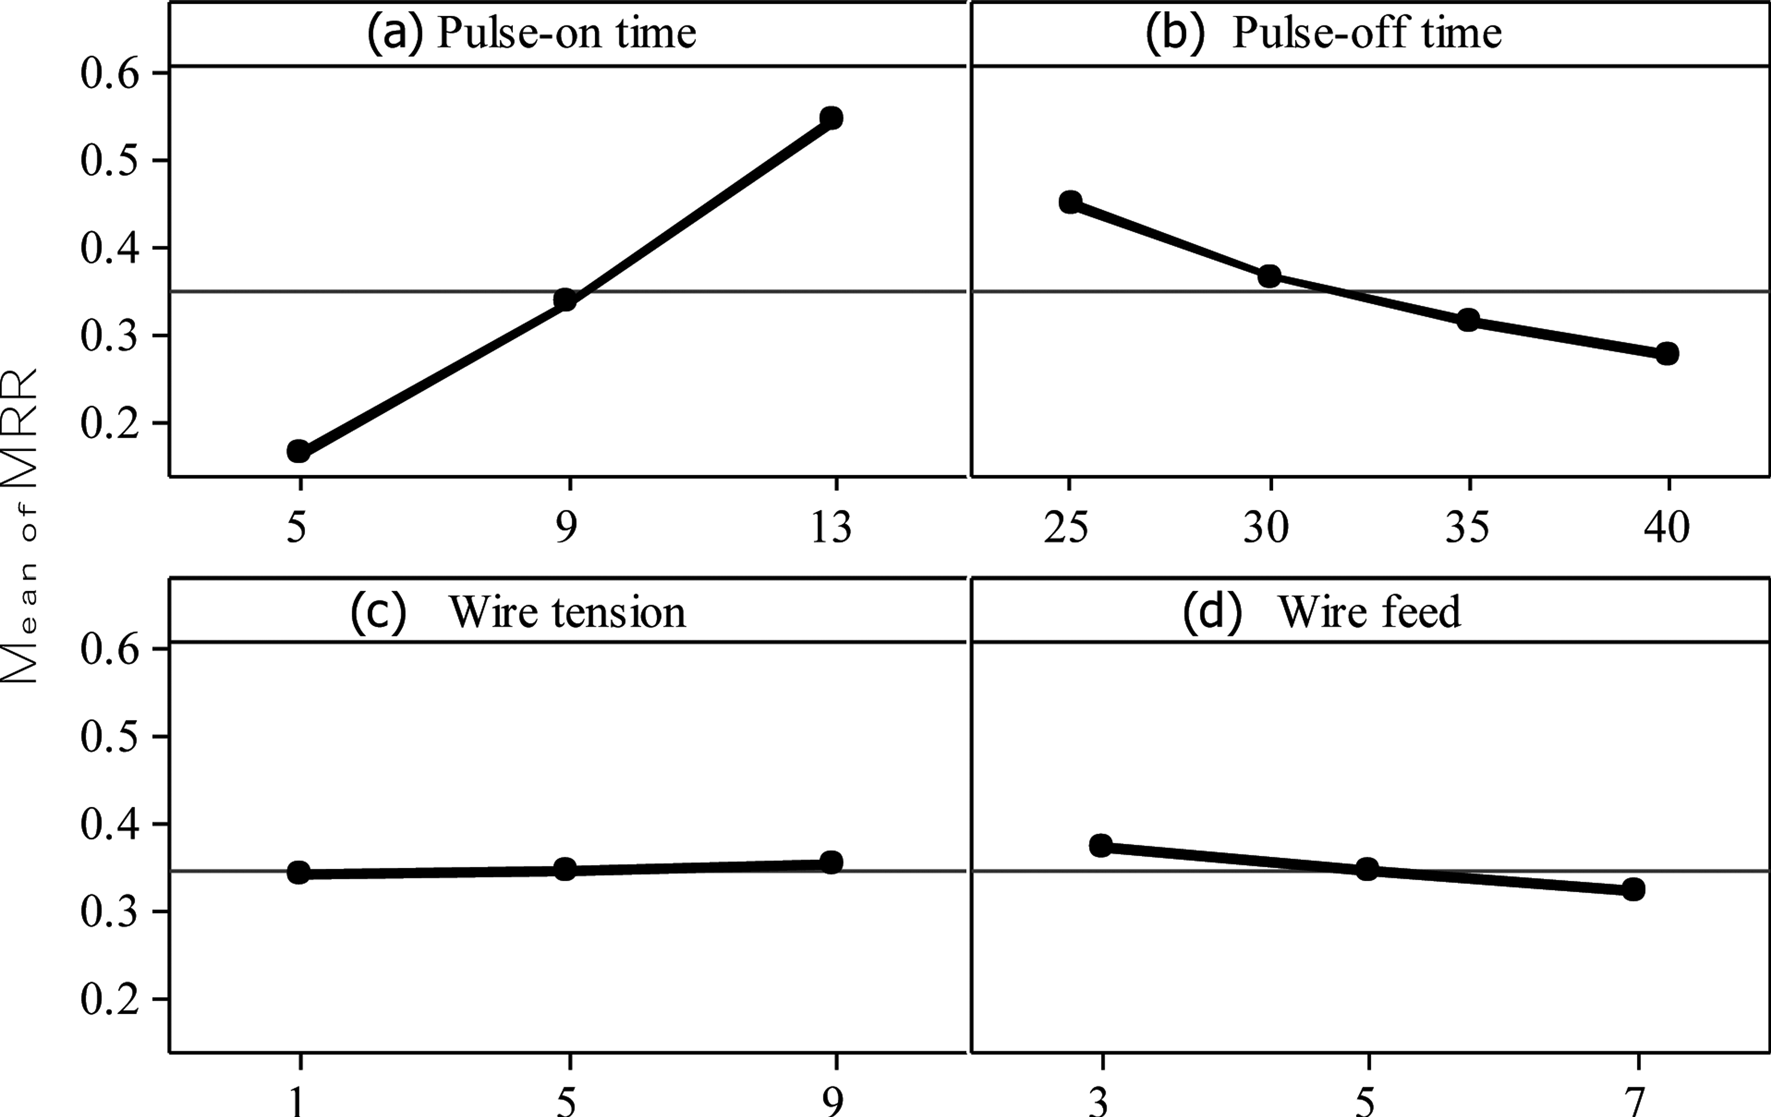 (a) Pulse-on time
(b) Pulse-off time
0.6
0.5
0.4
0.3
0.2
5 9 13
25 30 35 40
Mean of MRR
(c) Wire tension
(d) Wire feed
0.6
0.5
0.4
0.3
0.2
1 5 9
3 5 7